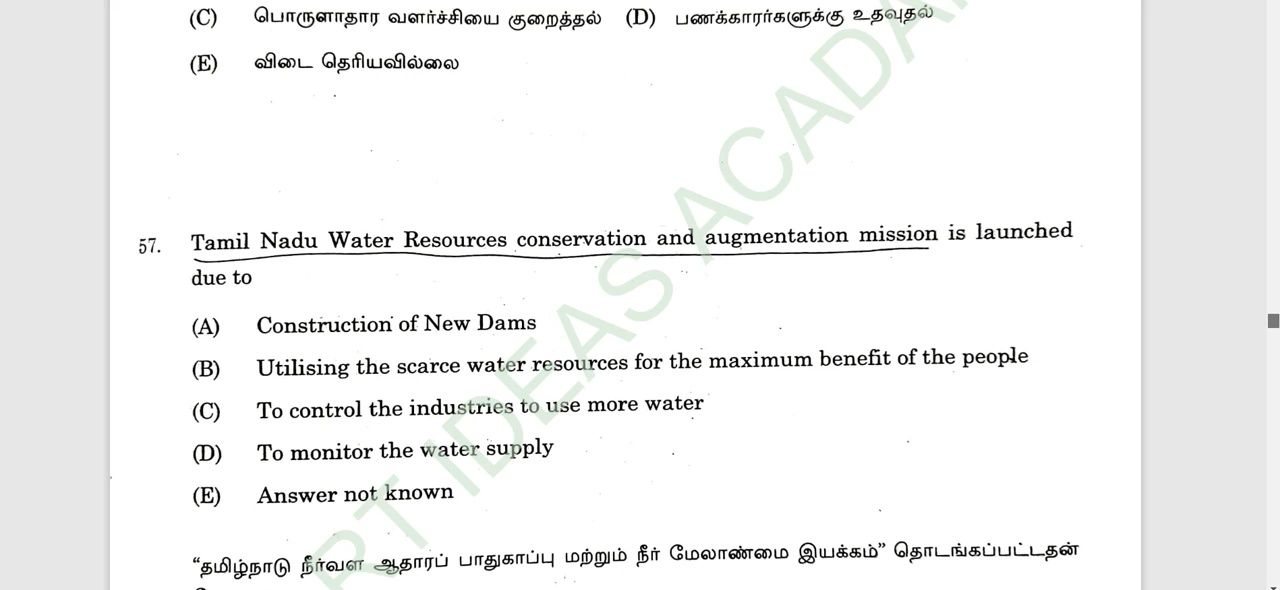 (C) பொருளாதார வளர்ச்சியை குறைத்தல் (D) பணக்காரர்களுக்கு உதவுதல்
(E) விடை தெரியவில்லை
57. Tamil Nadu Water Resources conservation and augmentation mission is launched
due to
(A) Construction of New Dams
(B) Utilising the scarce water resources for the maximum benefit of the people
(C) To control the industries to use more water
(D) To monitor the water supply
(E) Answer not known
“தமிழ்நாடு நீர்வள ஆதாரப் பாதுகாப்பு மற்றும் நீர் மேலாண்மை இயக்கம்” தொடங்கப்பட்டதன்
RT IDEAS ACADA